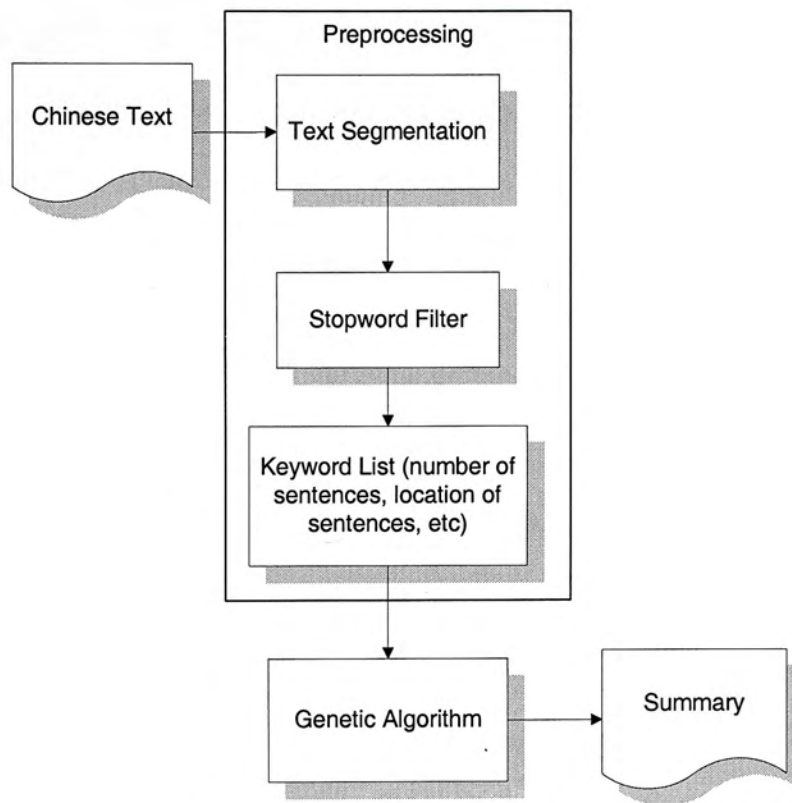 Preprocessing
Chinese Text
Text Segmentation
Stopword Filter
Keyword List (number of
sentences, location of
sentences, etc)
Genetic Algorithm
Summary